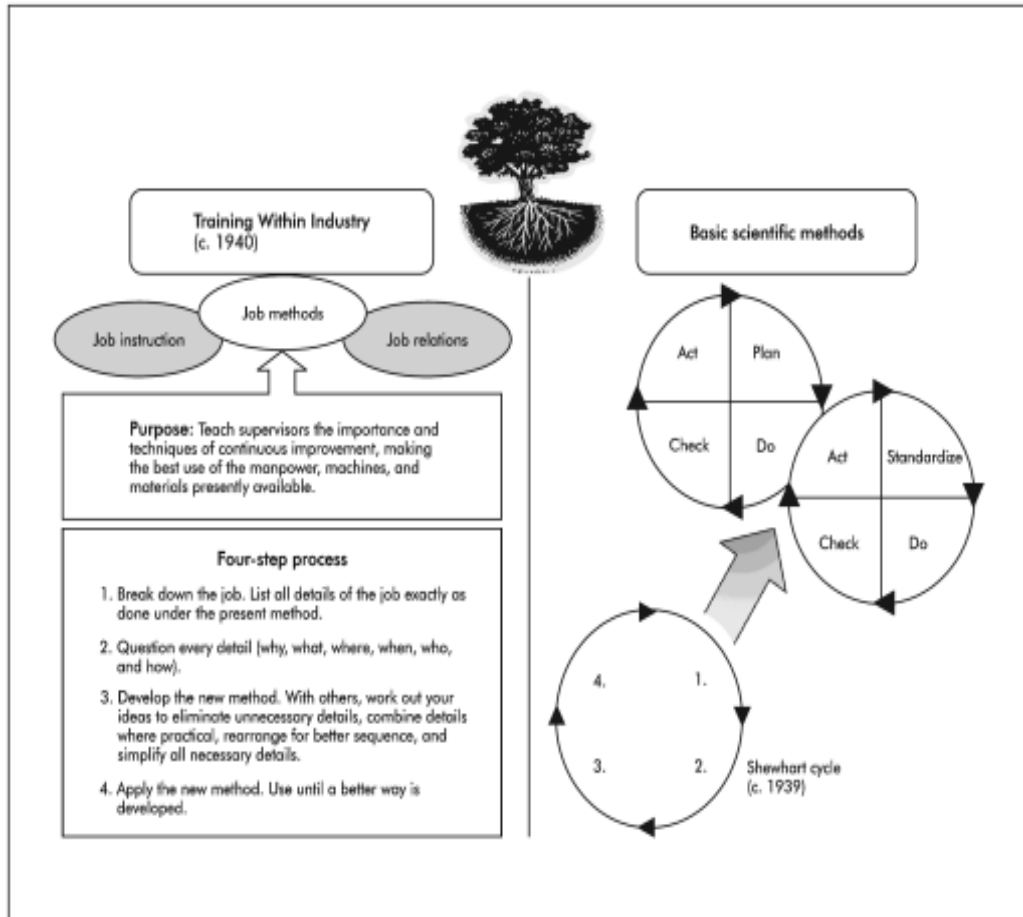 Training Within Industry
(c. 1940)
Job methods
Job instruction
Job relations
Purpose: Teach supervisors the importance and
techniques of continuous improvement, making
the best use of the manpower, machines, and
materials presently available.
Four-step process
1. Break down the job. List all details of the job exactly as
done under the present method.
2. Question every detail (why, what, where, when, who,
and how).
3. Develop the new method. With others, work out your
ideas to eliminate unnecessary details, combine details
where practical, rearrange for better sequence, and
simplify all necessary details.
4. Apply the new method. Use until a better way is
developed.
Basic scientific methods
Act
Plan
Check
Do
Act
Standardize
Check
Do
4.
1.
3.
2.
Shewhart cycle
(c. 1939)